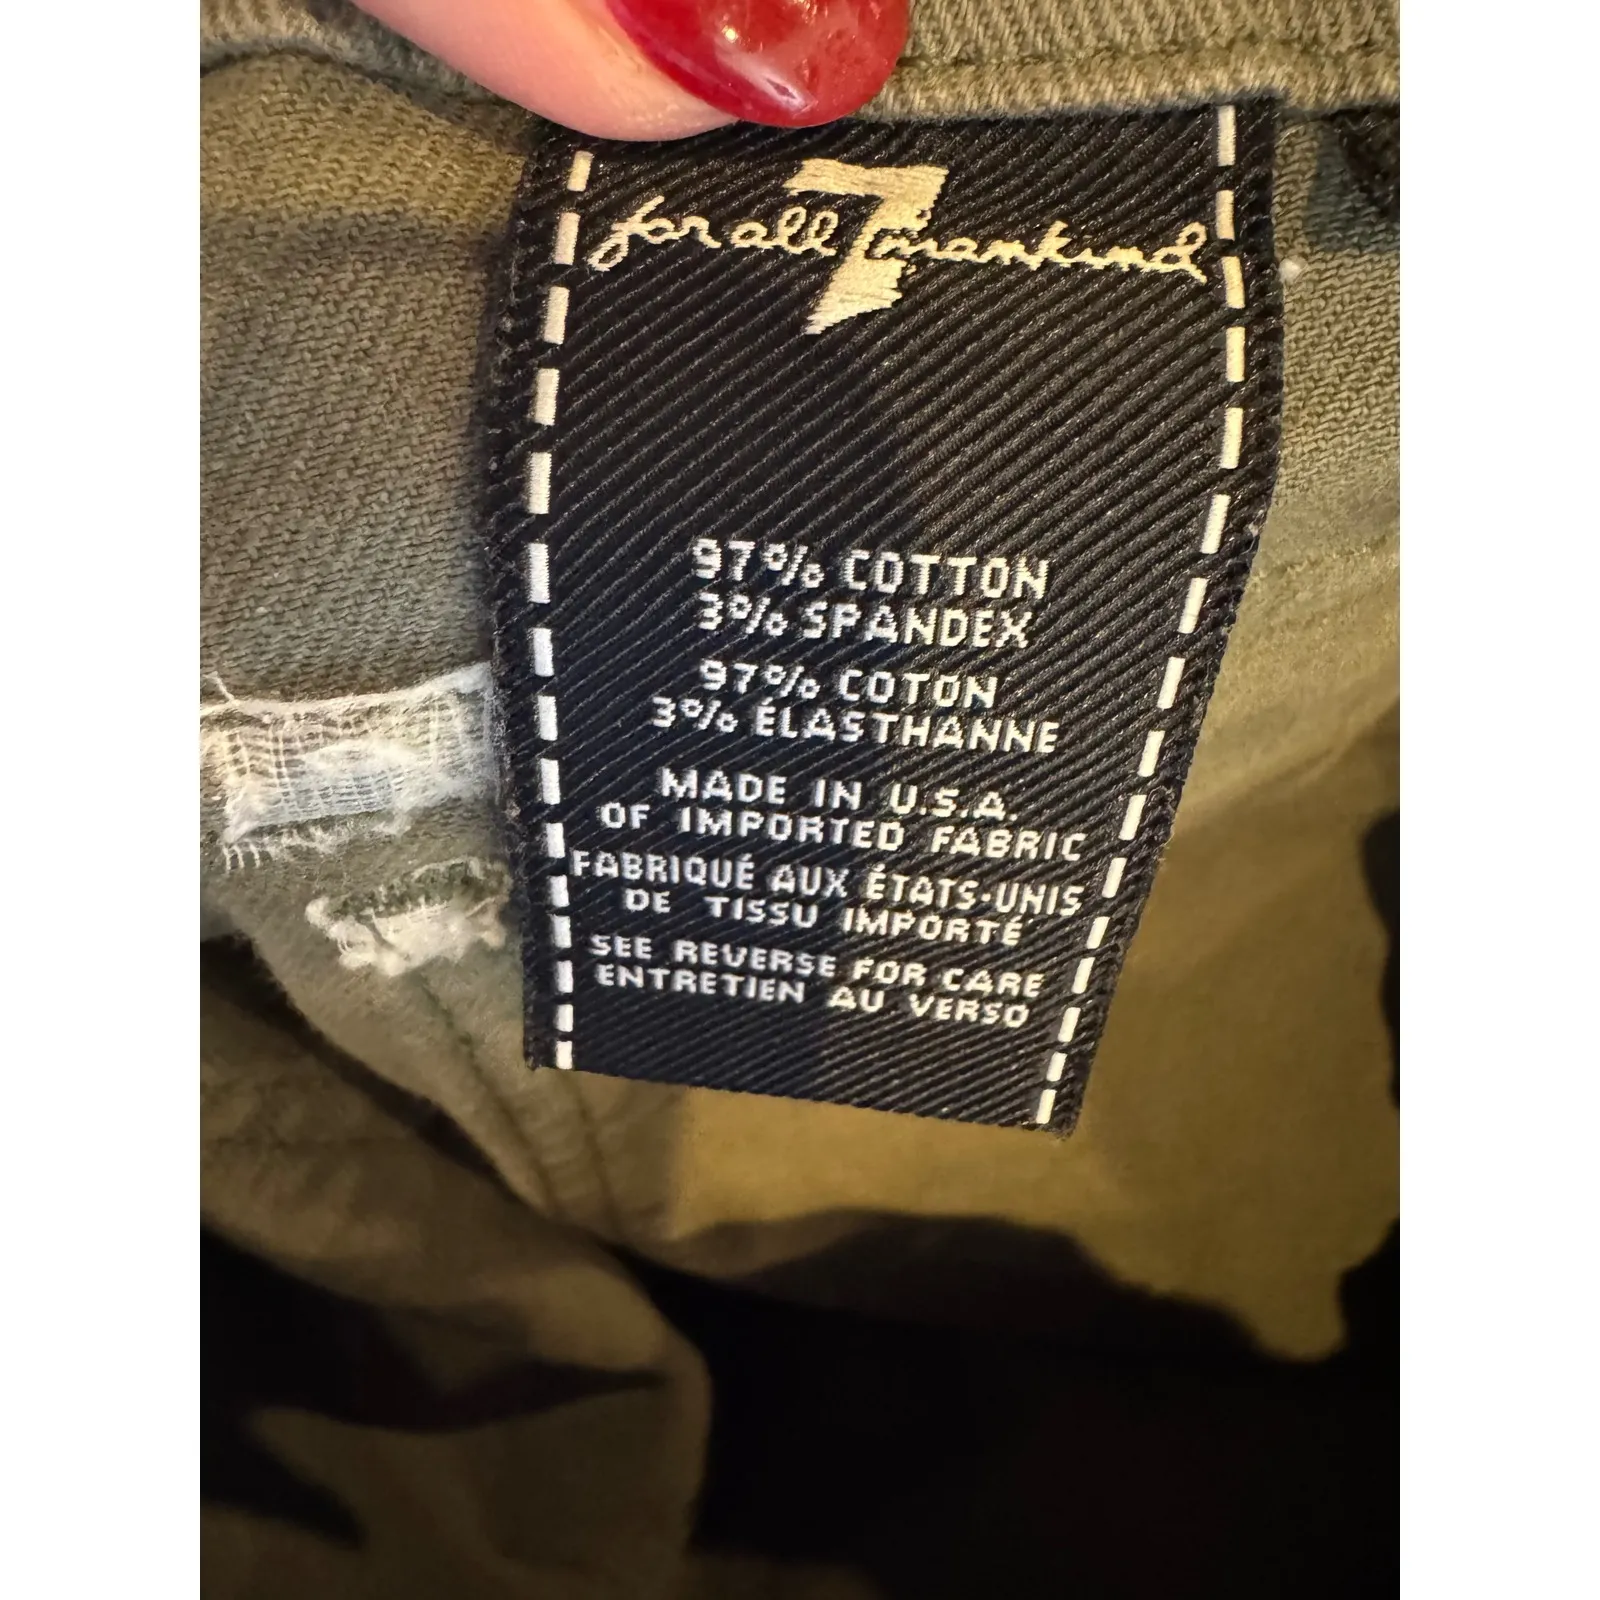 7
for all mankind
97% COTTON
3% SPANDEX
97% COTON
3% ÉLASTHANNE
MADE IN U.S.A.
OF IMPORTED FABRIC
FABRIQUÉ AUX ÉTATS-UNIS
DE TISSU IMPORTÉ
SEE REVERSE FOR CARE
ENTRETIEN AU VERSO